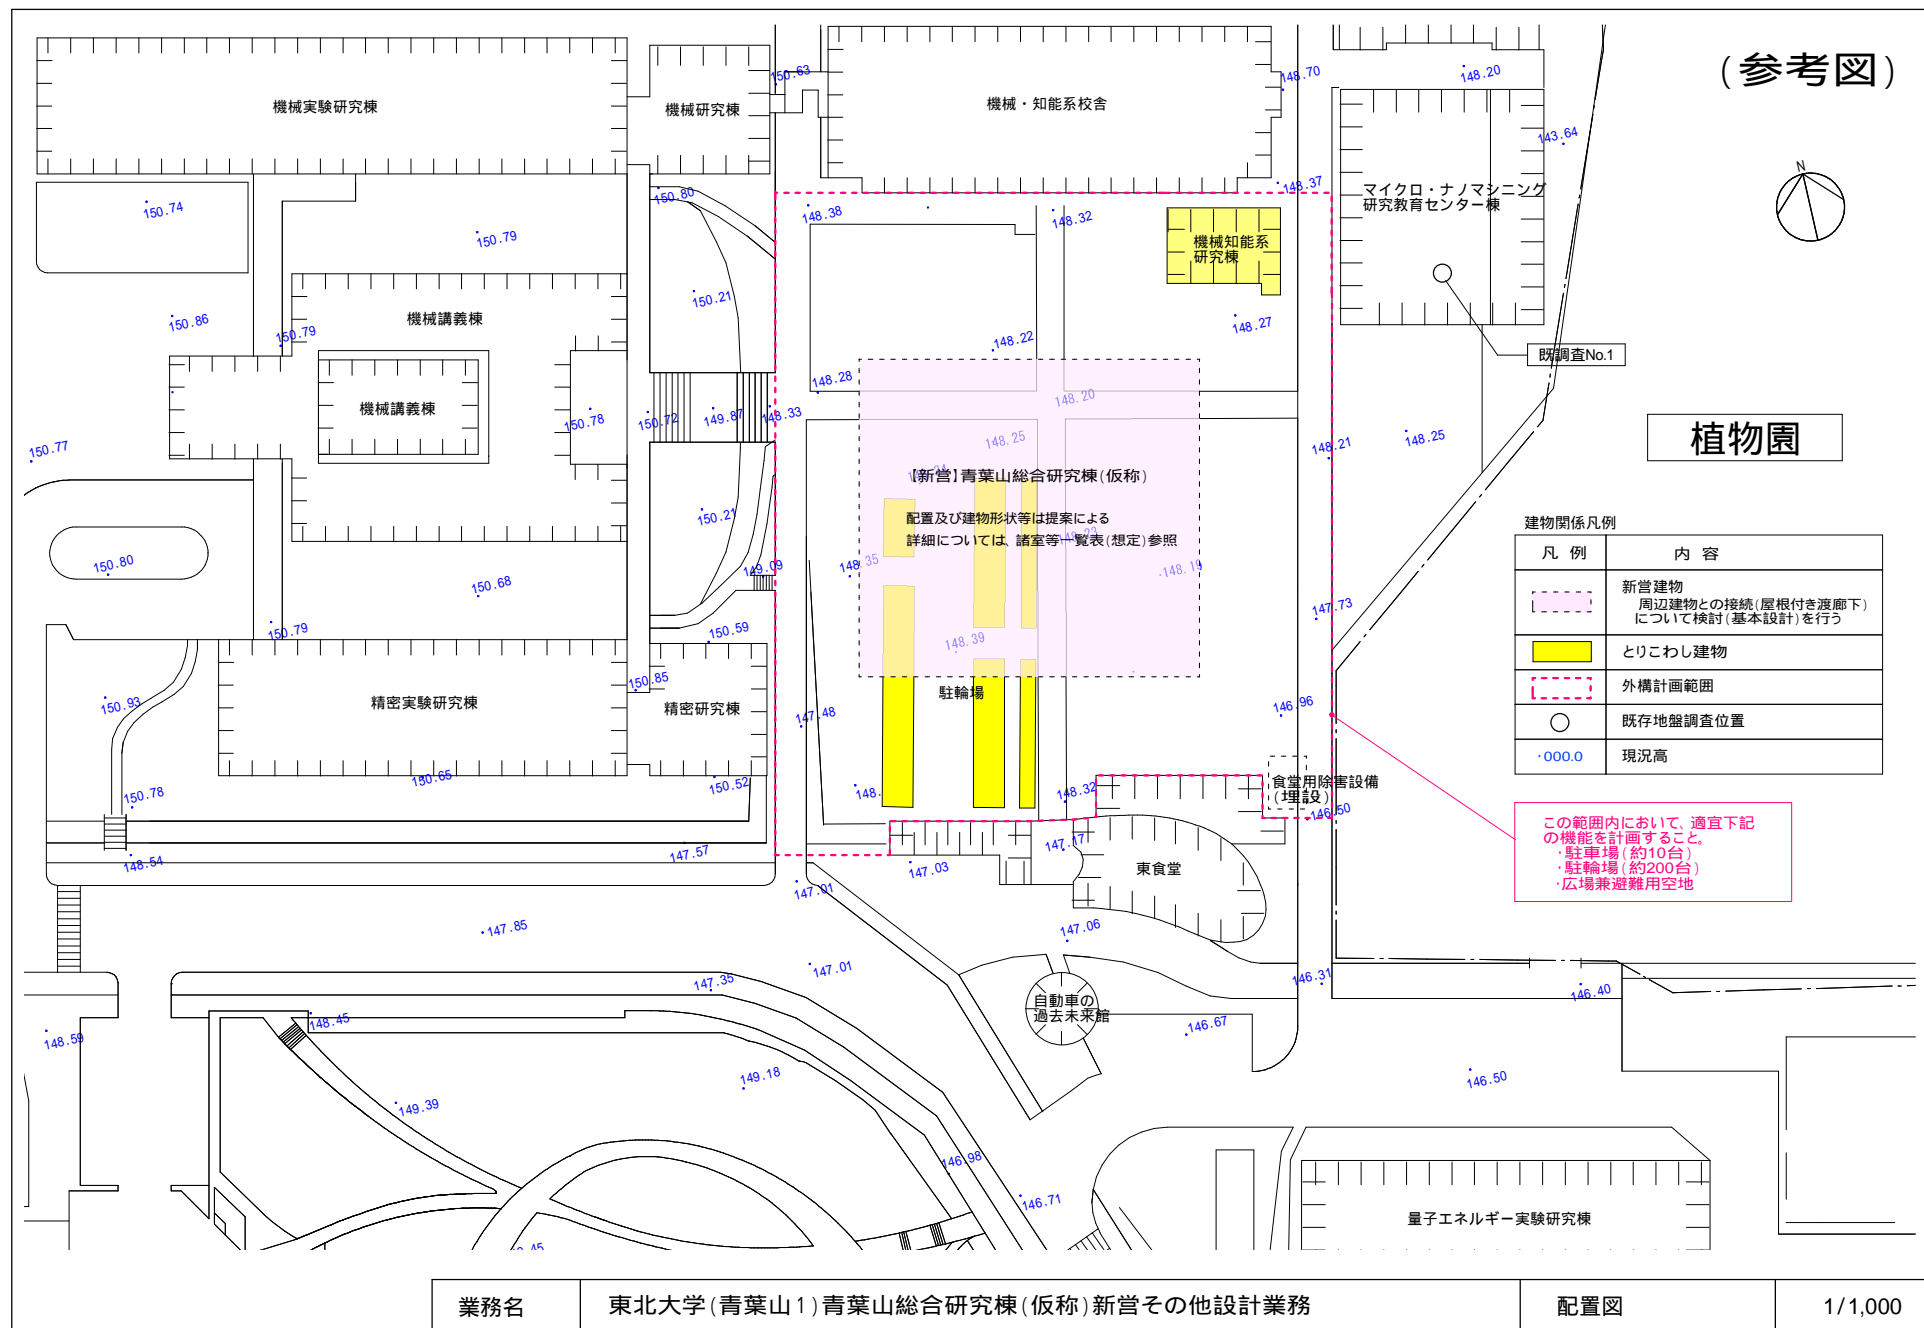 (参考図)
機械実験研究棟
機械研究棟
機械・知能系校舎
150.63
148.70
148.20
143.64
マイクロ・ナノマシニング
研究教育センター棟
N
150.74
150.79
150.80
148.38
148.32
148.37
機械知能系
研究棟
150.86
150.79
機械講義棟
150.21
148.22
148.27
既調査No.1
機械講義棟
150.77
150.78
150.72
149.87
148.33
148.28
148.20
148.25
148.21
148.25
植物園
【新営】青葉山総合研究棟(仮称)
配置及び建物形状等は提案による
詳細については、諸室等一覧表(想定)参照
150.21
150.80
150.68
149.09
148.35
148.23
148.19
147.73
150.79
150.59
148.39
建物関係凡例
凡 例
内 容
新営建物
周辺建物との接続(屋根付き渡廊下)
について検討(基本設計)を行う
とりこわし建物
外構計画範囲
既存地盤調査位置
・000.0
現況高
150.93
精密実験研究棟
150.85
精密研究棟
駐輪場
147.48
146.96
150.78
150.65
150.52
148.
148.32
食堂用除害設備
(埋設)
146.50
この範囲内において、適宜下記
の機能を計画すること。
・駐車場(約10台)
・駐輪場(約200台)
・広場兼避難用空地
148.54
147.57
147.03
147.17
東食堂
147.01
147.85
147.06
147.35
147.01
146.31
146.40
自動車の
過去未来館
148.59
148.45
146.67
149.18
149.39
146.50
146.98
146.71
量子エネルギー実験研究棟
業務名
東北大学(青葉山1)青葉山総合研究棟(仮称)新営その他設計業務
配置図
1/1,000